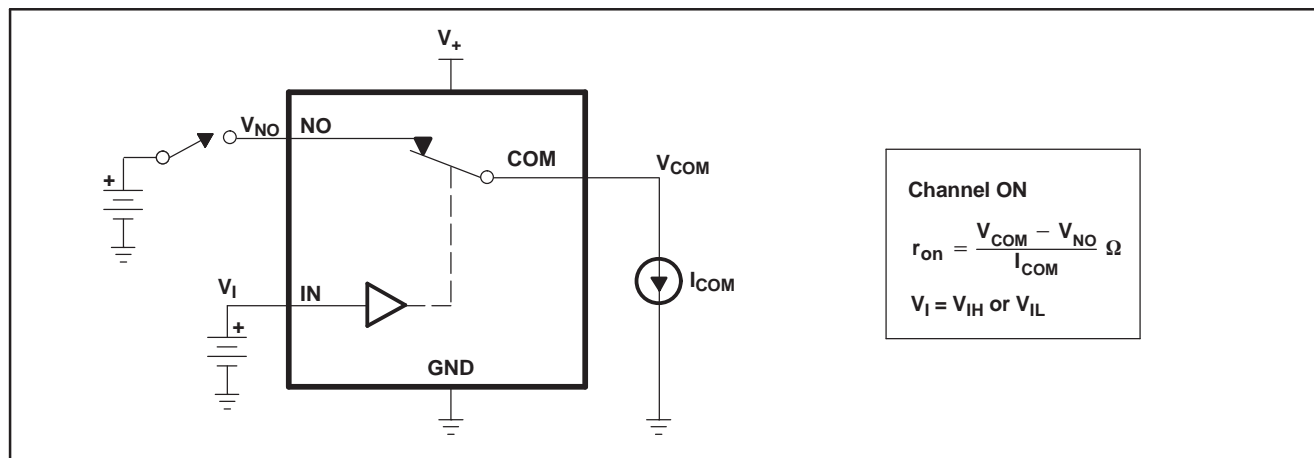 V+
VNO NO
COM
VCOM
+
VI
IN
+
ICOM
GND
Channel ON
ron = VCOM − VNO / ICOM Ω
VI = VIH or VIL